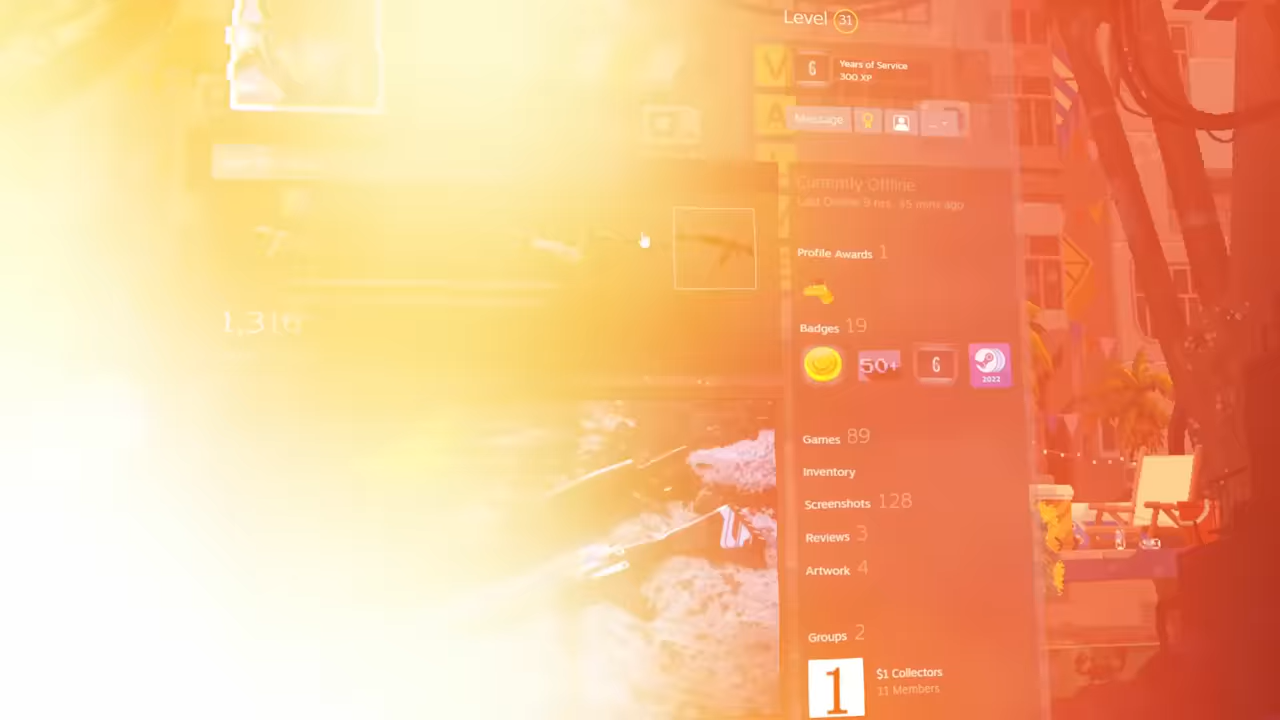 Level 31
6 Years of Service
300 XP
Message
Currently Offline
Last Online 9 hrs, 35 mins ago
Profile Awards 1
Badges 19
50+ 6 2022
Games 89
Inventory
Screenshots 128
Reviews 3
Artwork 4
1,316
Groups 2
1 $1 Collectors
11 Members